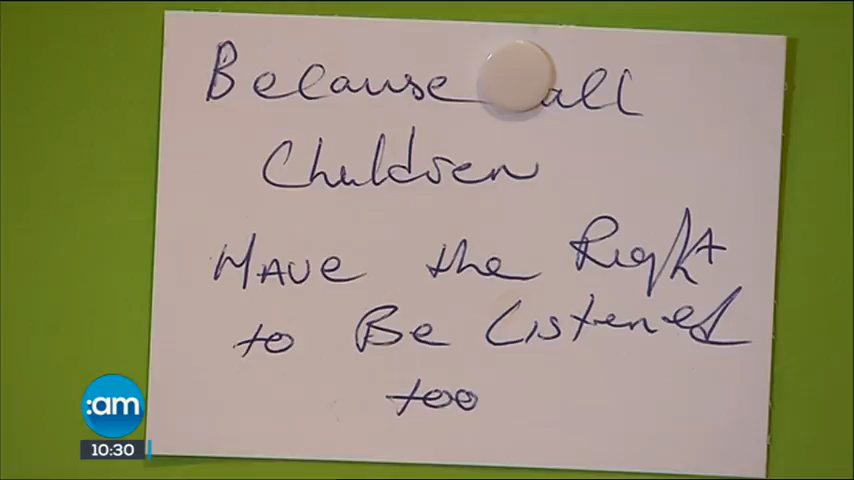 Because all
Children
Have the Right
to Be Listened
too
:am
10:30